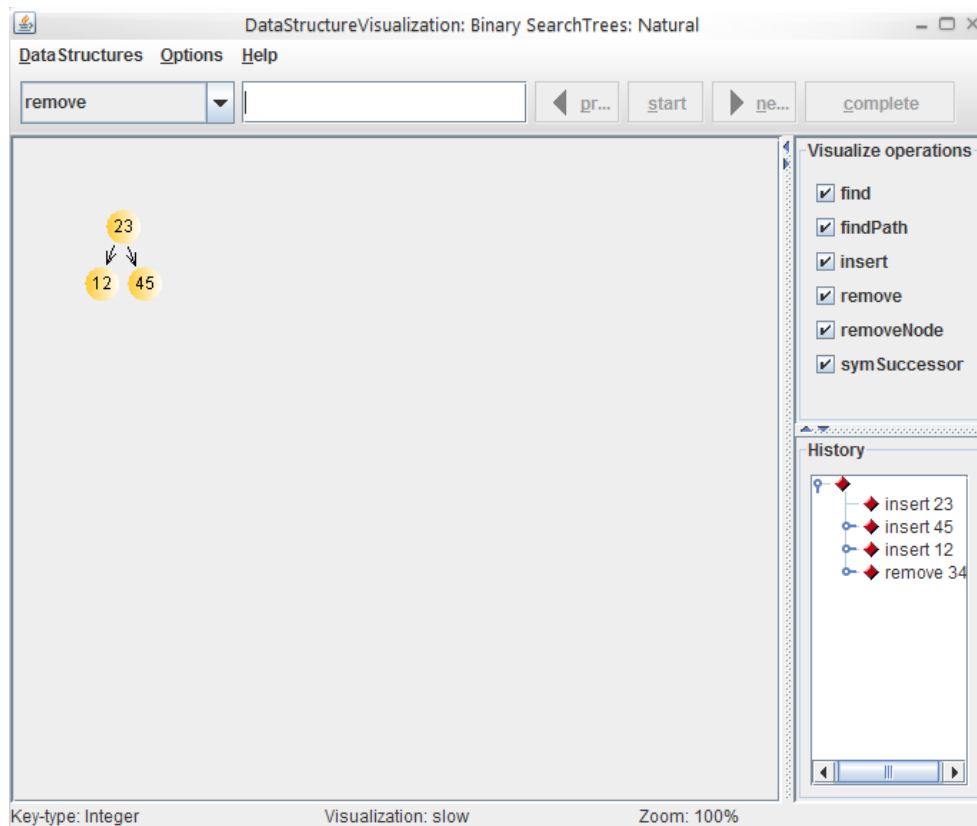 DataStructureVisualization: Binary SearchTrees: Natural
DataStructures Options Help
remove pr... start ne... complete
Visualize operations
find
findPath
insert
remove
removeNode
symSuccessor
23
12 45
History
insert 23
insert 45
insert 12
remove 34
Key-type: Integer Visualization: slow Zoom: 100%